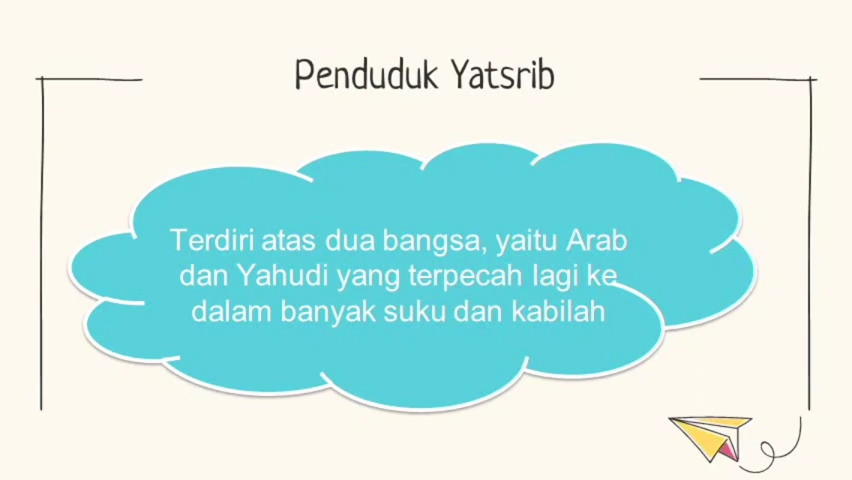 Penduduk Yatsrib
Terdiri atas dua bangsa, yaitu Arab
dan Yahudi yang terpecah lagi ke
dalam banyak suku dan kabilah